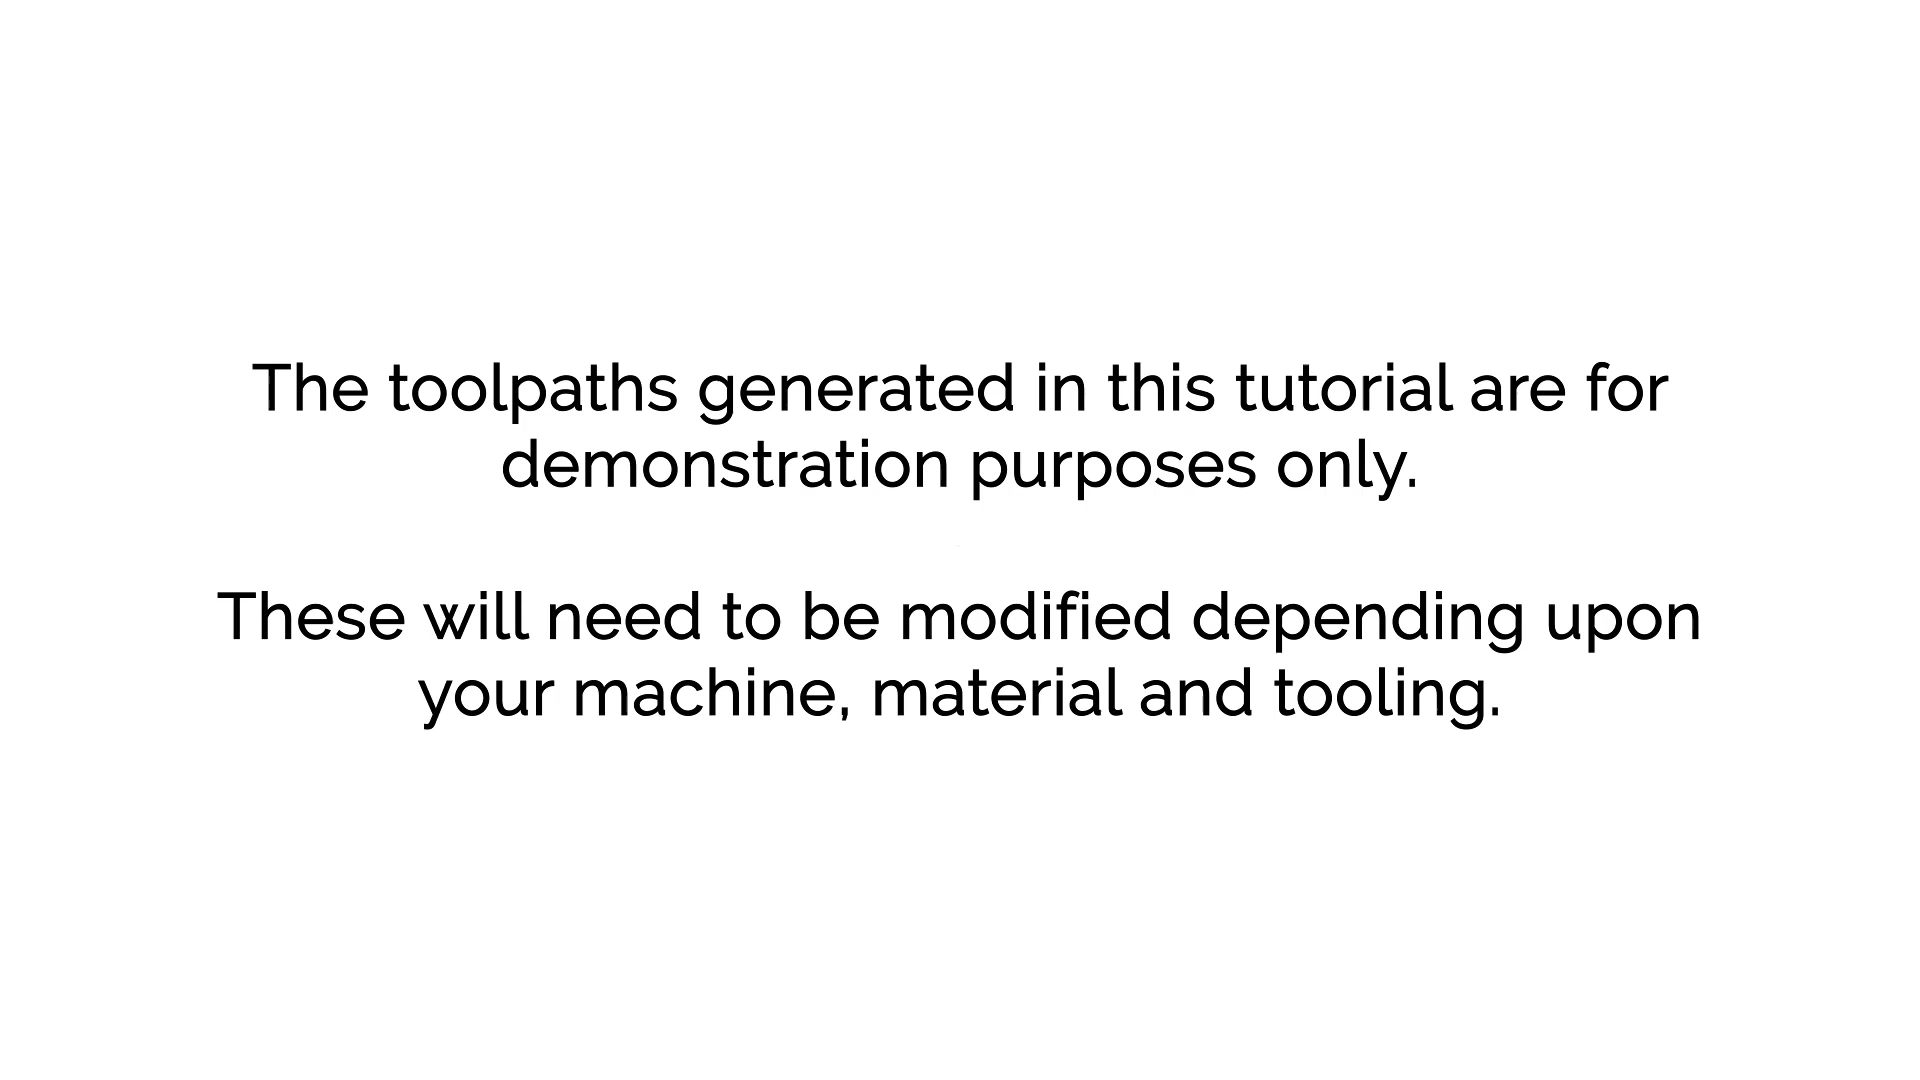 The toolpaths generated in this tutorial are for
demonstration purposes only.
These will need to be modified depending upon
your machine, material and tooling.